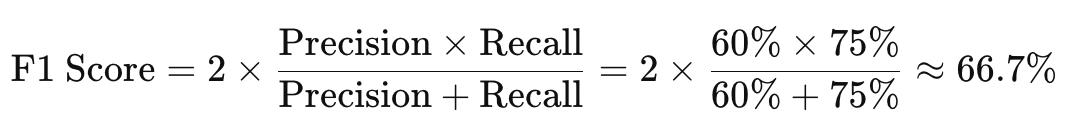 F1 Score = 2 × Precision × Recall / Precision + Recall = 2 × 60% × 75% / 60% + 75% ≈ 66.7%